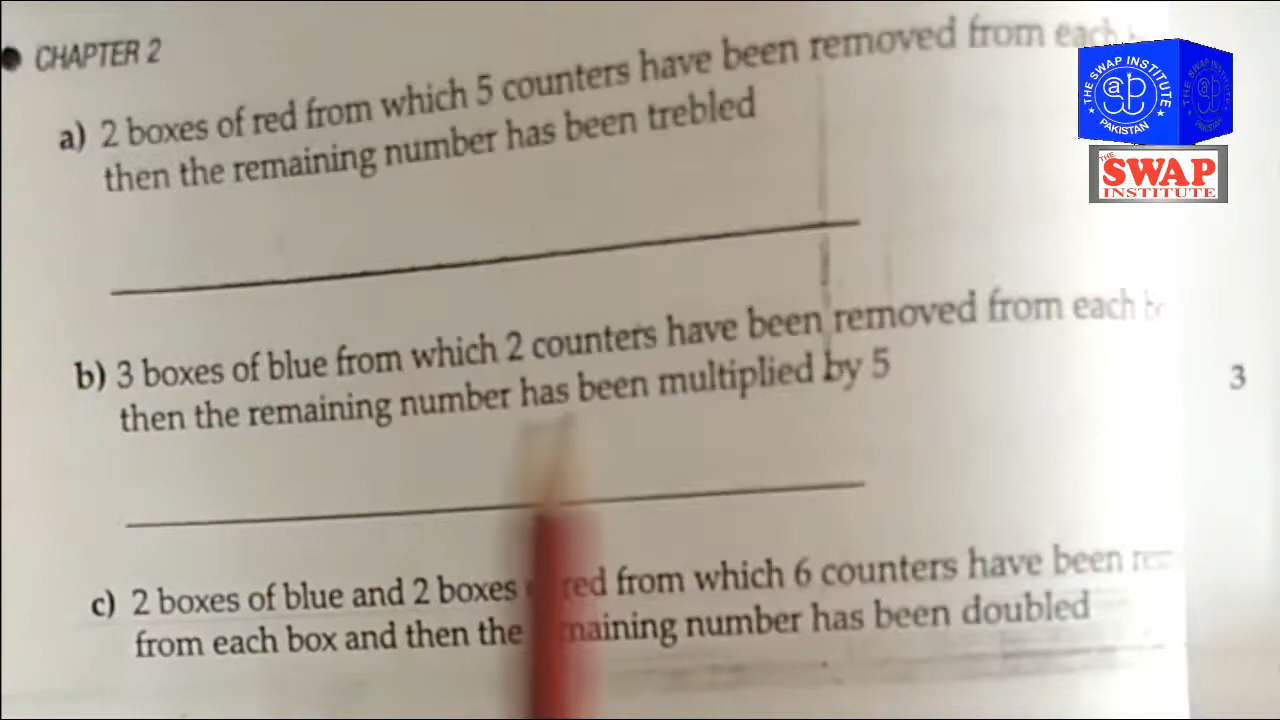 CHAPTER 2
a) 2 boxes of red from which 5 counters have been removed from each
then the remaining number has been trebled
b) 3 boxes of blue from which 2 counters have been removed from each
then the remaining number has been multiplied by 5
3
c) 2 boxes of blue and 2 boxes red from which 6 counters have been
from each box and then the number has been doubled
THE SWAP INSTITUTE
PAKISTAN
THE
SWAP
INSTITUTE